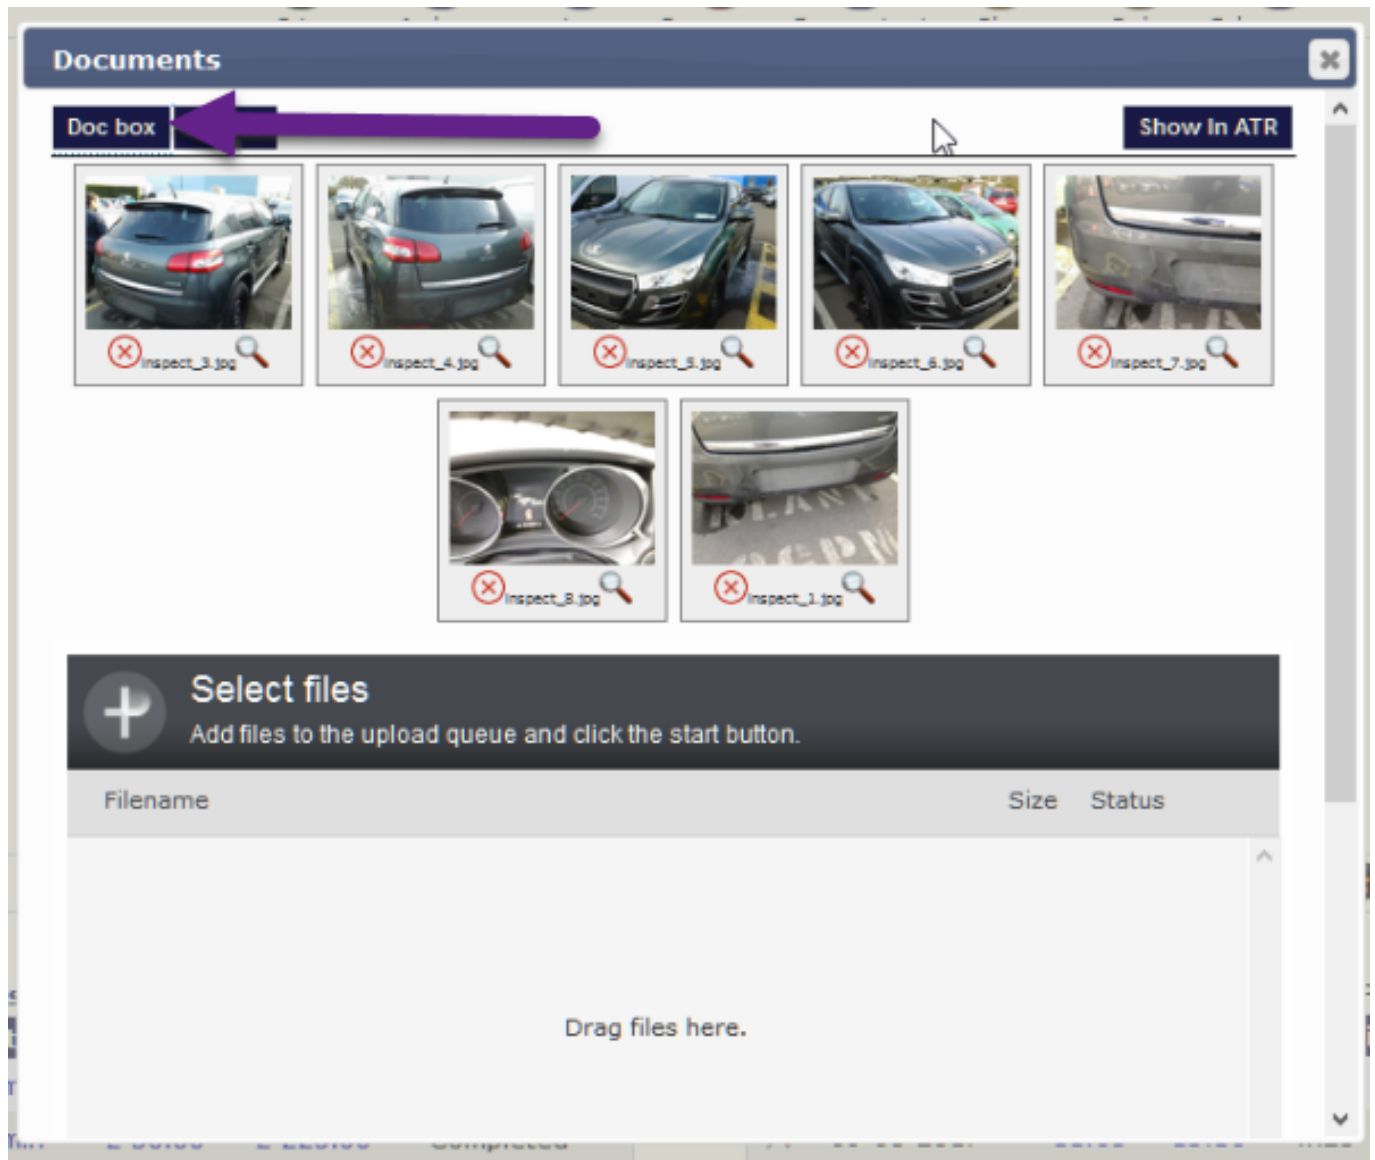 Documents
Doc box
Show In ATR
Inspect_3.jpg
Inspect_4.jpg
Inspect_5.jpg
Inspect_6.jpg
Inspect_7.jpg
Inspect_8.jpg
Inspect_1.jpg
Select files
Add files to the upload queue and click the start button.
Filename Size Status
Drag files here.